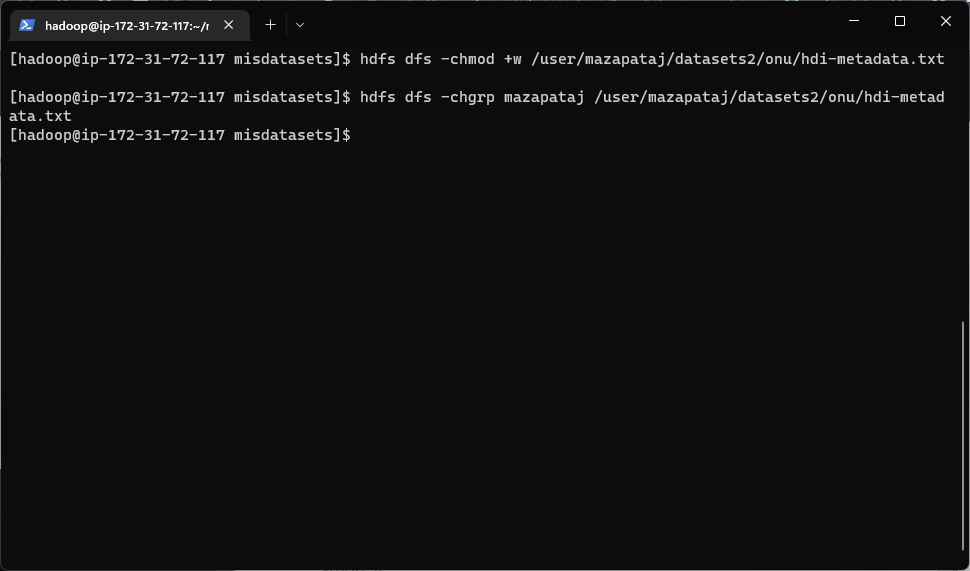 hadoop@ip-172-31-72-117:~/r
[hadoop@ip-172-31-72-117 misdatasets]$ hdfs dfs -chmod +w /user/mazapataj/datasets2/onu/hdi-metadata.txt
[hadoop@ip-172-31-72-117 misdatasets]$ hdfs dfs -chgrp mazapataj /user/mazapataj/datasets2/onu/hdi-metad
ata.txt
[hadoop@ip-172-31-72-117 misdatasets]$